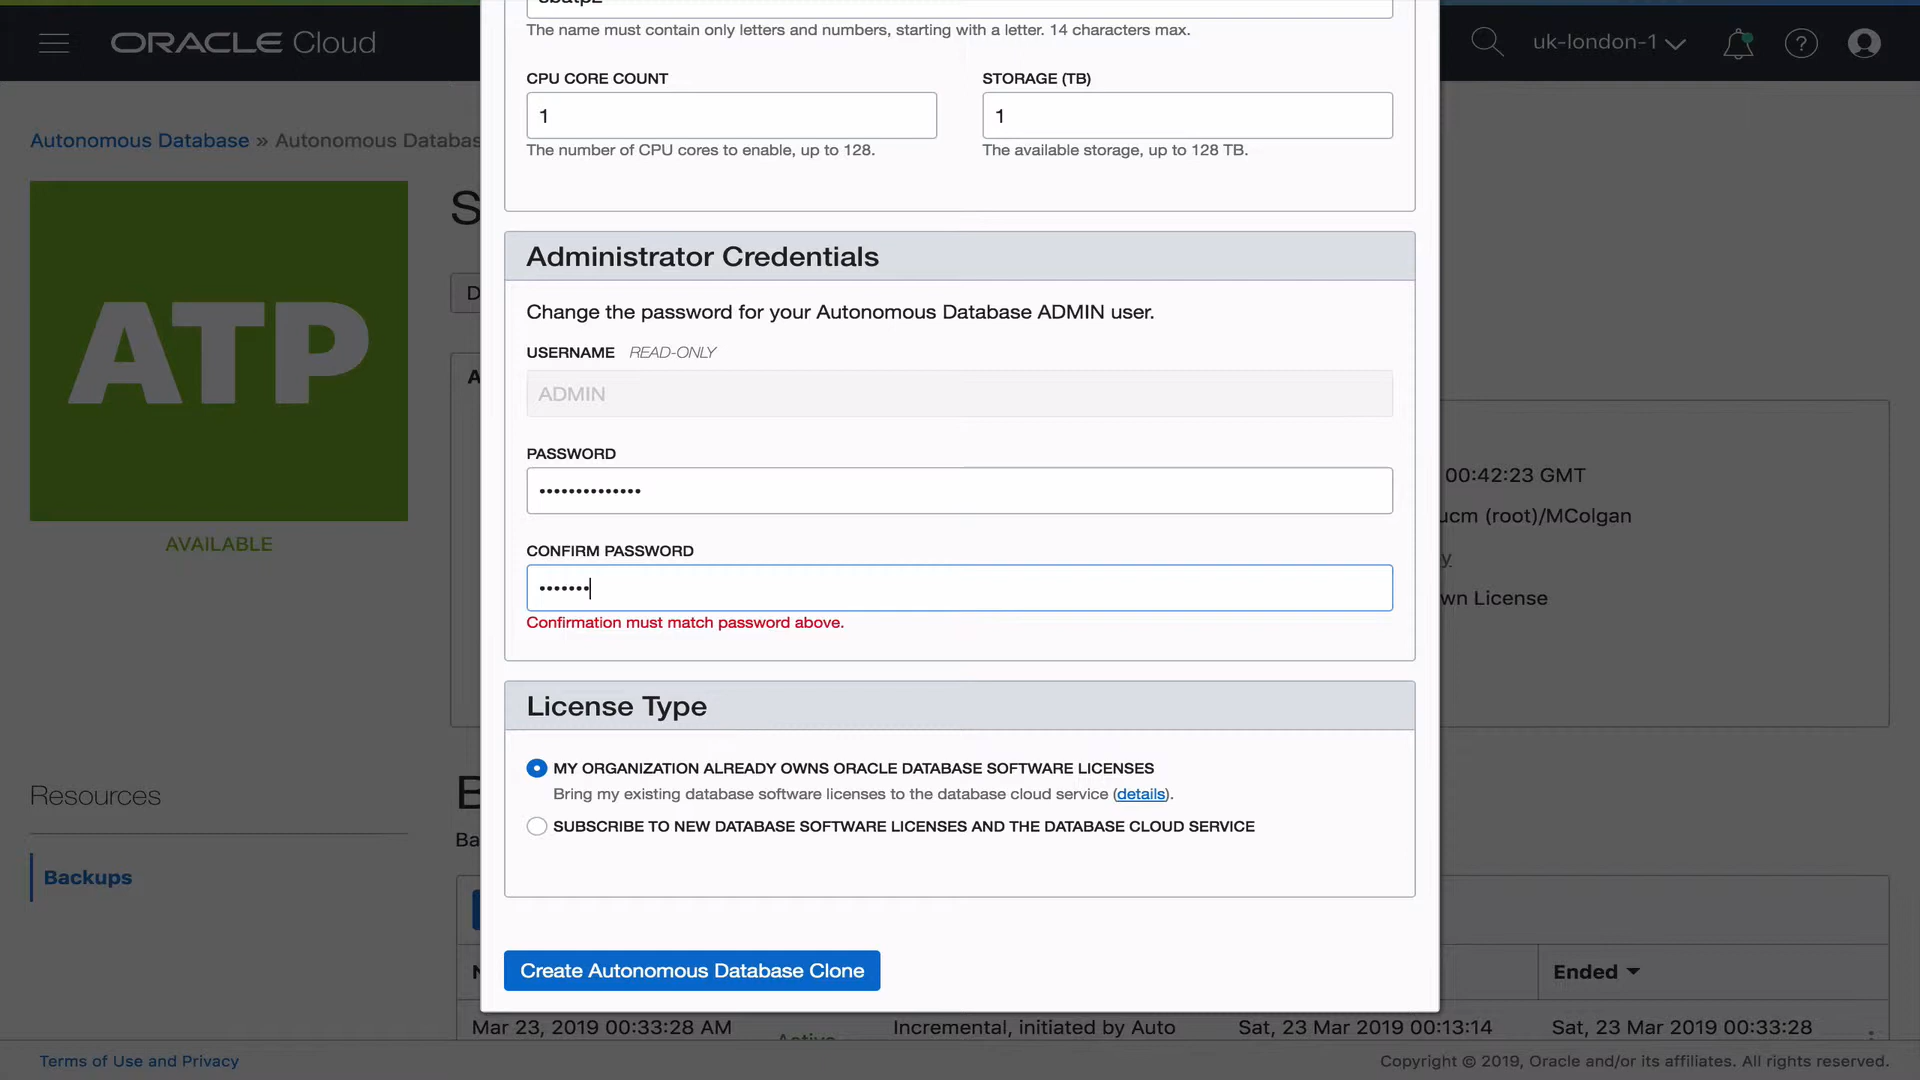 ORACLE Cloud
uk-london-1
The name must contain only letters and numbers, starting with a letter. 14 characters max.
CPU CORE COUNT
STORAGE (TB)
1
1
The number of CPU cores to enable, up to 128.
The available storage, up to 128 TB.
Autonomous Database » Autonomous Databas
ATP
AVAILABLE
Administrator Credentials
Change the password for your Autonomous Database ADMIN user.
USERNAME READ-ONLY
ADMIN
PASSWORD
••••••••••••••
CONFIRM PASSWORD
•••••••
Confirmation must match password above.
00:42:23 GMT
ucm (root)/MColgan
wn License
License Type
MY ORGANIZATION ALREADY OWNS ORACLE DATABASE SOFTWARE LICENSES
Bring my existing database software licenses to the database cloud service (details).
SUBSCRIBE TO NEW DATABASE SOFTWARE LICENSES AND THE DATABASE CLOUD SERVICE
Resources
Backups
Create Autonomous Database Clone
Ended
Mar 23, 2019 00:33:28 AM
Active
Incremental, initiated by Auto
Sat, 23 Mar 2019 00:13:14
Sat, 23 Mar 2019 00:33:28
Terms of Use and Privacy
Copyright © 2019, Oracle and/or its affiliates. All rights reserved.